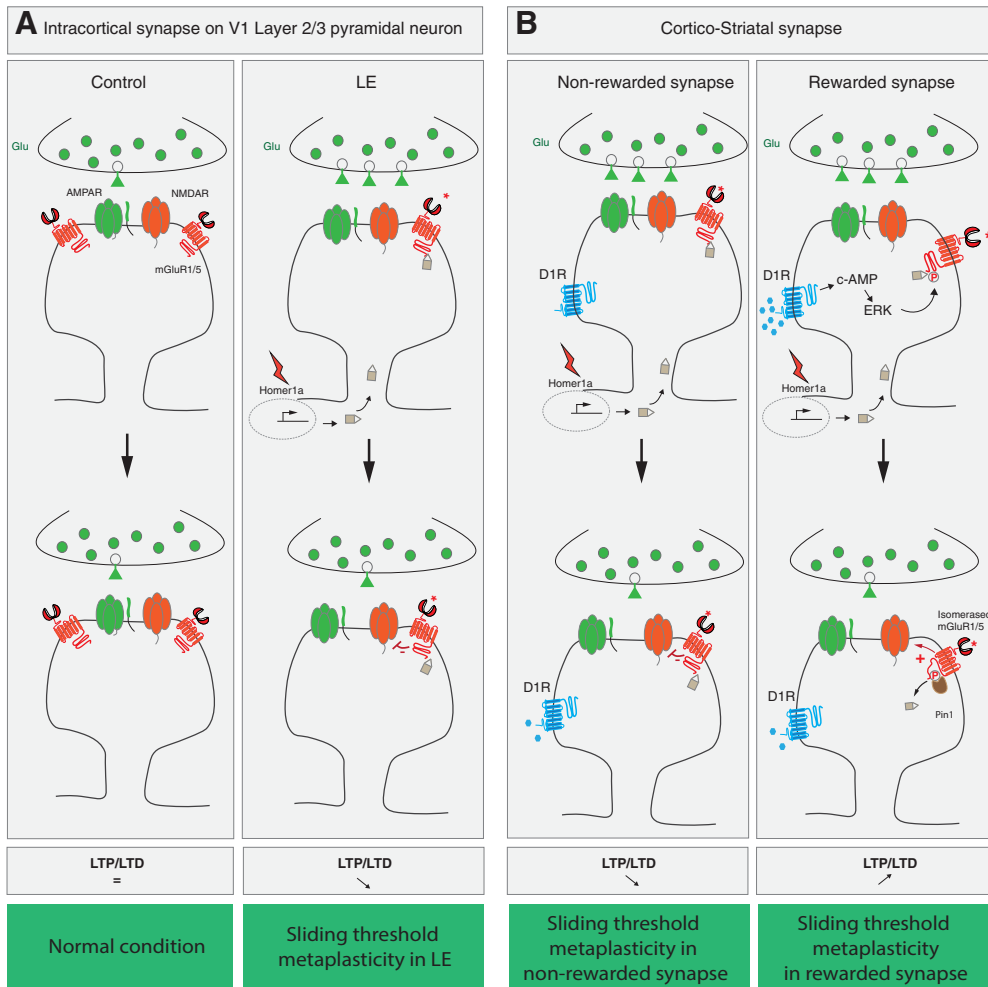 A Intracortical synapse on V1 Layer 2/3 pyramidal neuron
Control
Glu
AMPAR
NMDAR
mGluR1/5
LTP/LTD
=
Normal condition
LE
Glu
*
Homer1a
*
LTP/LTD
Sliding threshold
metaplasticity in LE
B Cortico-Striatal synapse
Non-rewarded synapse
Glu
*
D1R
Homer1a
*
D1R
LTP/LTD
Sliding threshold
metaplasticity in
non-rewarded synapse
Rewarded synapse
Glu
*
D1R
c-AMP
P
ERK
Homer1a
Isomerased
mGluR1/5
*
+
P
D1R
Pin1
LTP/LTD
Sliding threshold
metaplasticity
in rewarded synapse